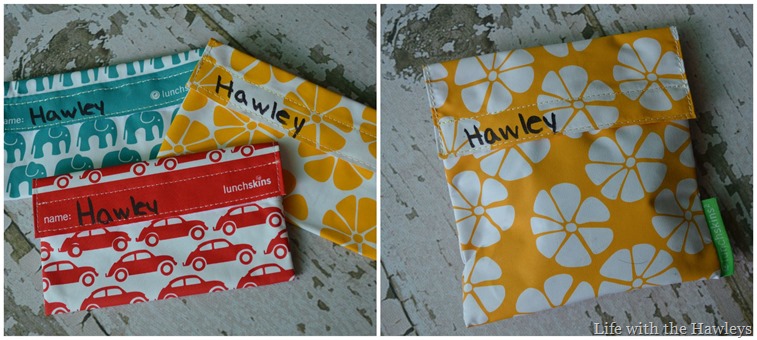 name:
Hawley
lunchskins
Hawley
lunchskins
name: Hawley
Hawley
Life with the Hawleys